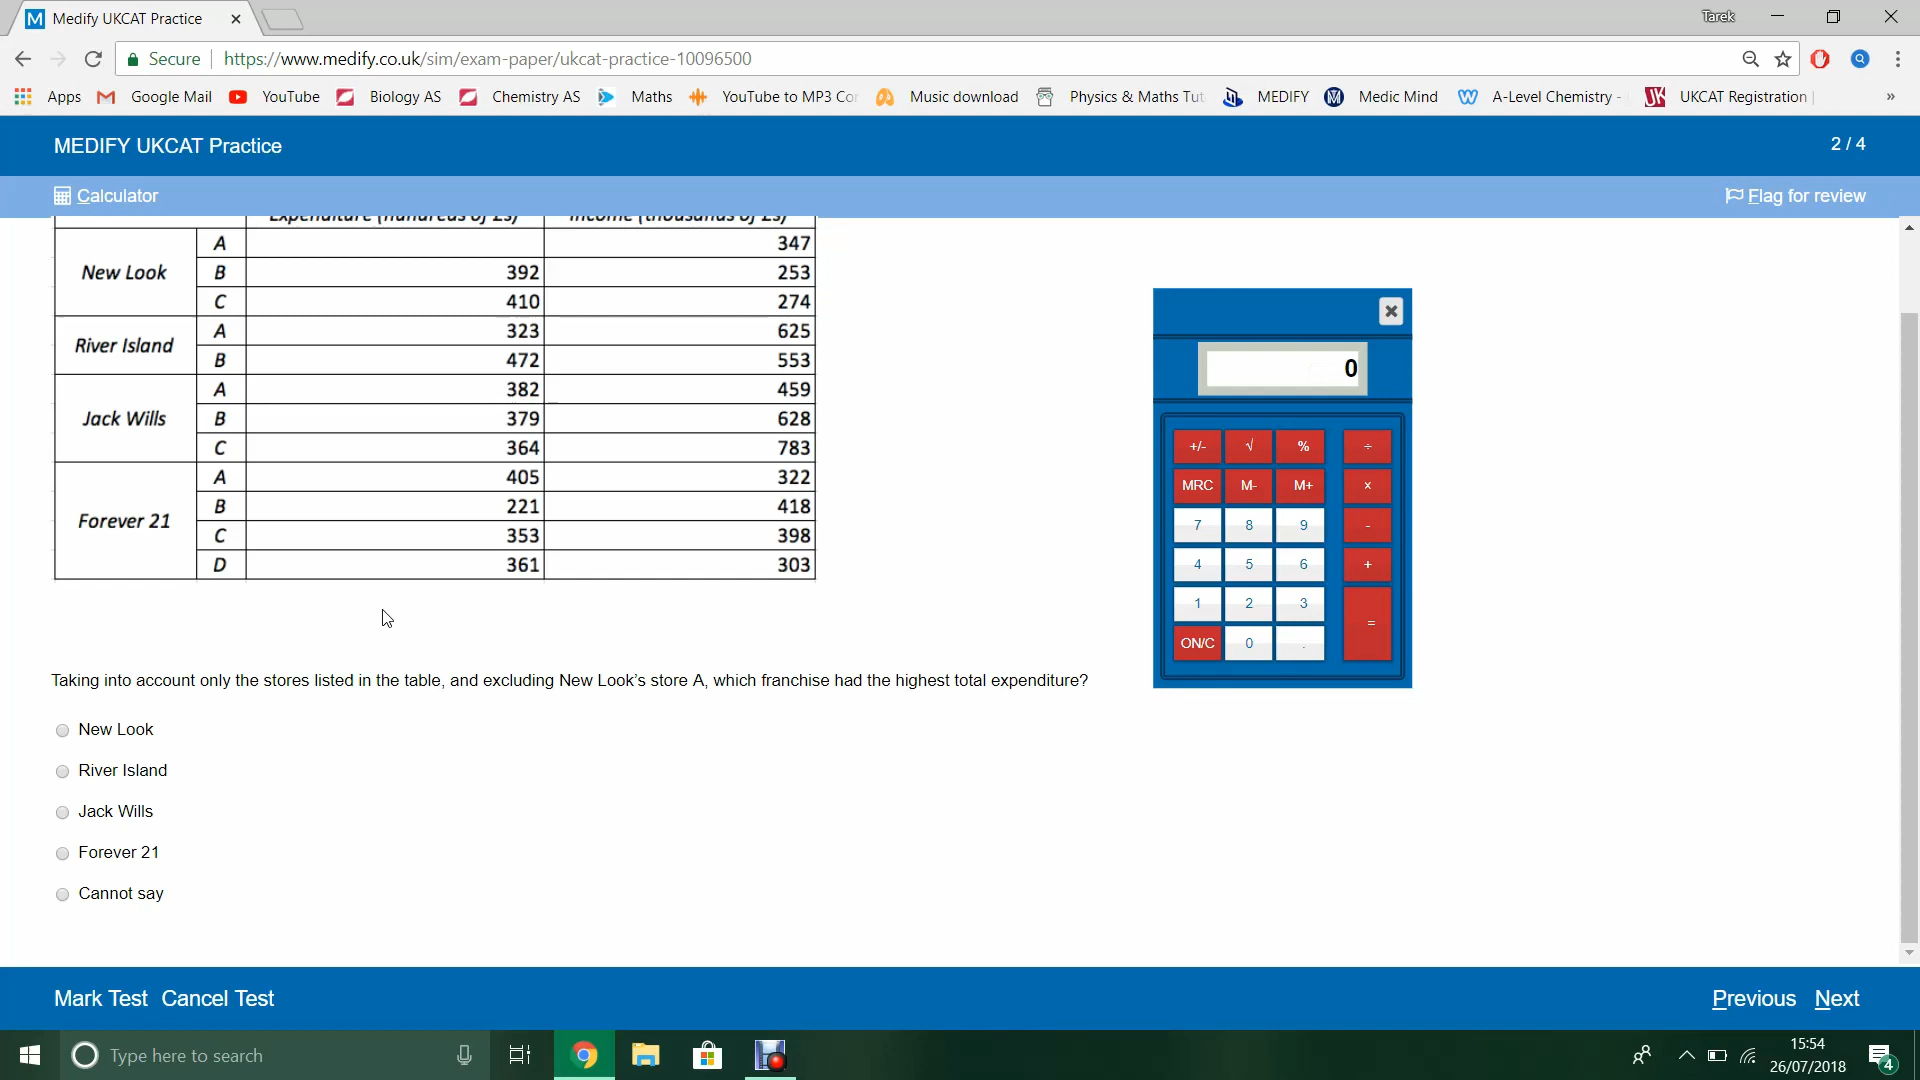 Medify UKCAT Practice
Tarek
Secure
https://www.medify.co.uk/sim/exam-paper/ukcat-practice-10096500
Apps Google Mail YouTube Biology AS Chemistry AS Maths YouTube to MP3 Cor Music download Physics & Maths Tut MEDIFY Medic Mind A-Level Chemistry - UKCAT Registration | »
MEDIFY UKCAT Practice
2 / 4
Calculator
Flag for review
Expenditure (hundreds of £s) Income (thousands of £s)
New Look
A 347
B 392 253
C 410 274
River Island
A 323 625
B 472 553
Jack Wills
A 382 459
B 379 628
C 364 783
Forever 21
A 405 322
B 221 418
C 353 398
D 361 303
0
+/- √ % ÷
MRC M- M+ ×
7 8 9 -
4 5 6 +
1 2 3 =
ON/C 0 .
Taking into account only the stores listed in the table, and excluding New Look’s store A, which franchise had the highest total expenditure?
New Look
River Island
Jack Wills
Forever 21
Cannot say
Mark Test Cancel Test
Previous Next
Type here to search
15:54
26/07/2018
4